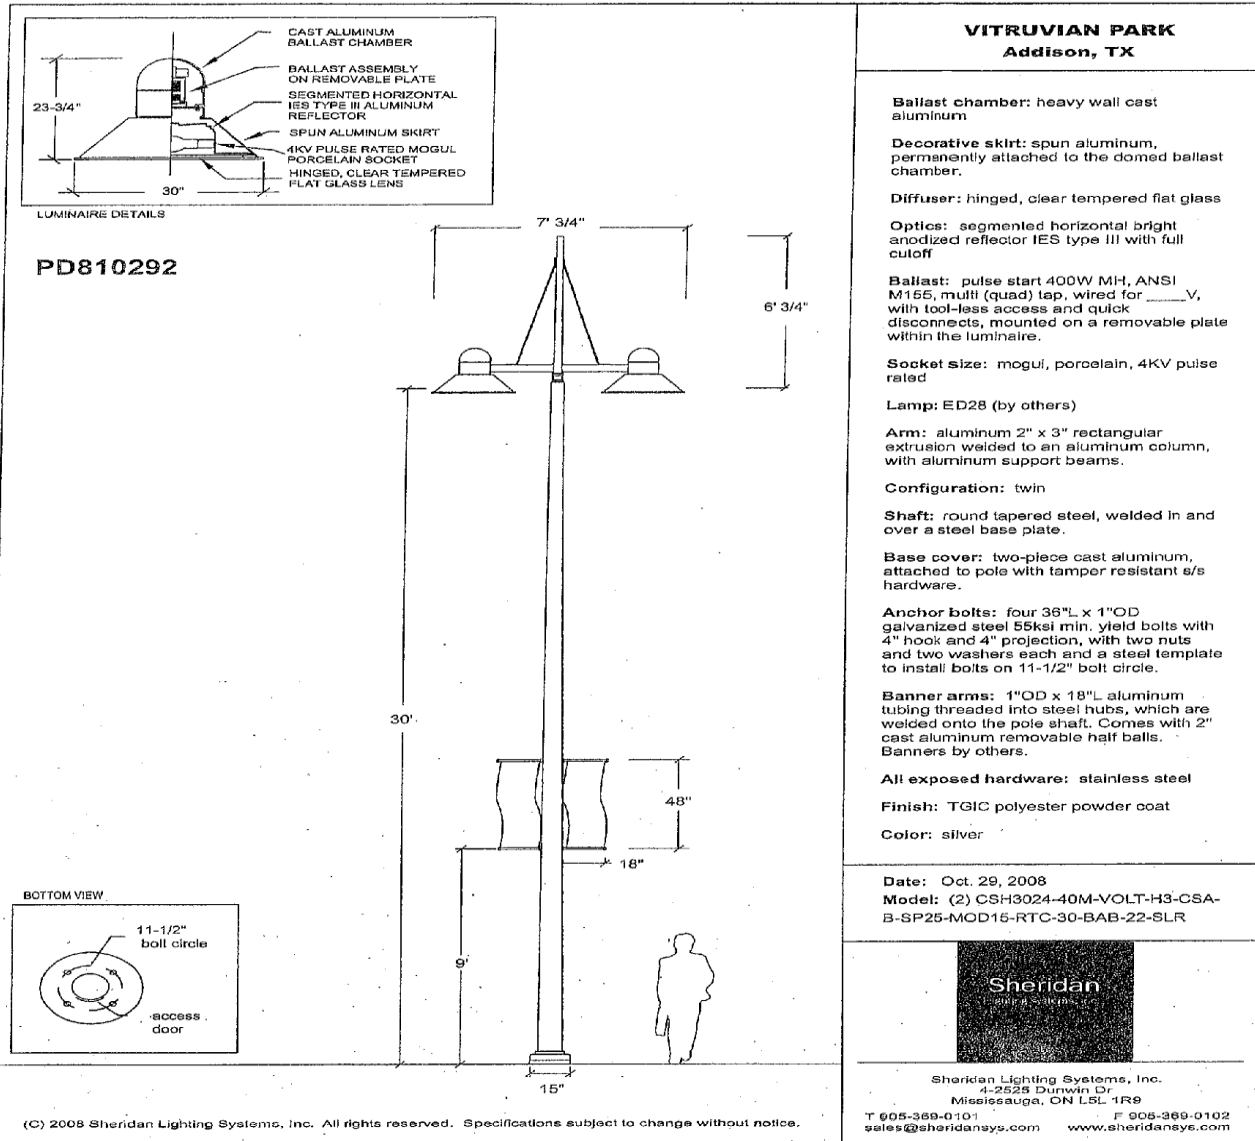 CAST ALUMINUM
BALLAST CHAMBER
BALLAST ASSEMBLY
ON REMOVABLE PLATE
SEGMENTED HORIZONTAL
IES TYPE III ALUMINUM
REFLECTOR
SPUN ALUMINUM SKIRT
4KV PULSE RATED MOGUL
PORCELAIN SOCKET
HINGED, CLEAR TEMPERED
FLAT GLASS LENS
23-3/4"
30"
LUMINAIRE DETAILS
PD810292
7' 3/4"
6' 3/4"
30'
48"
18"
9'
15"
BOTTOM VIEW
11-1/2"
bolt circle
access
door
(C) 2008 Sheridan Lighting Systems, Inc. All rights reserved. Specifications subject to change without notice.
VITRUVIAN PARK
Addison, TX
Ballast chamber: heavy wall cast
aluminum
Decorative skirt: spun aluminum,
permanently attached to the domed ballast
chamber.
Diffuser: hinged, clear tempered flat glass
Optics: segmented horizontal bright
anodized reflector IES type III with full
cutoff
Ballast: pulse start 400W MH, ANSI
M155, multi (quad) tap, wired for _____V,
with tool-less access and quick
disconnects, mounted on a removable plate
within the luminaire.
Socket size: mogul, porcelain, 4KV pulse
rated
Lamp: ED28 (by others)
Arm: aluminum 2" x 3" rectangular
extrusion welded to an aluminum column,
with aluminum support beams.
Configuration: twin
Shaft: round tapered steel, welded in and
over a steel base plate.
Base cover: two-piece cast aluminum,
attached to pole with tamper resistant s/s
hardware.
Anchor bolts: four 36"L x 1"OD
galvanized steel 55ksi min. yield bolts with
4" hook and 4" projection, with two nuts
and two washers each and a steel template
to install bolts on 11-1/2" bolt circle.
Banner arms: 1"OD x 18"L aluminum
tubing threaded into steel hubs, which are
welded onto the pole shaft. Comes with 2"
cast aluminum removable half balls.
Banners by others.
All exposed hardware: stainless steel
Finish: TGIC polyester powder coat
Color: silver
Date: Oct. 29, 2008
Model: (2) CSH3024-40M-VOLT-H3-CSA-
B-SP25-MOD15-RTC-30-BAB-22-SLR
Sheridan
Sheridan Lighting Systems, Inc.
4-2525 Dunwin Dr
Mississauga, ON L5L 1R9
T 905-369-0101 F 905-369-0102
sales@sheridansys.com www.sheridansys.com